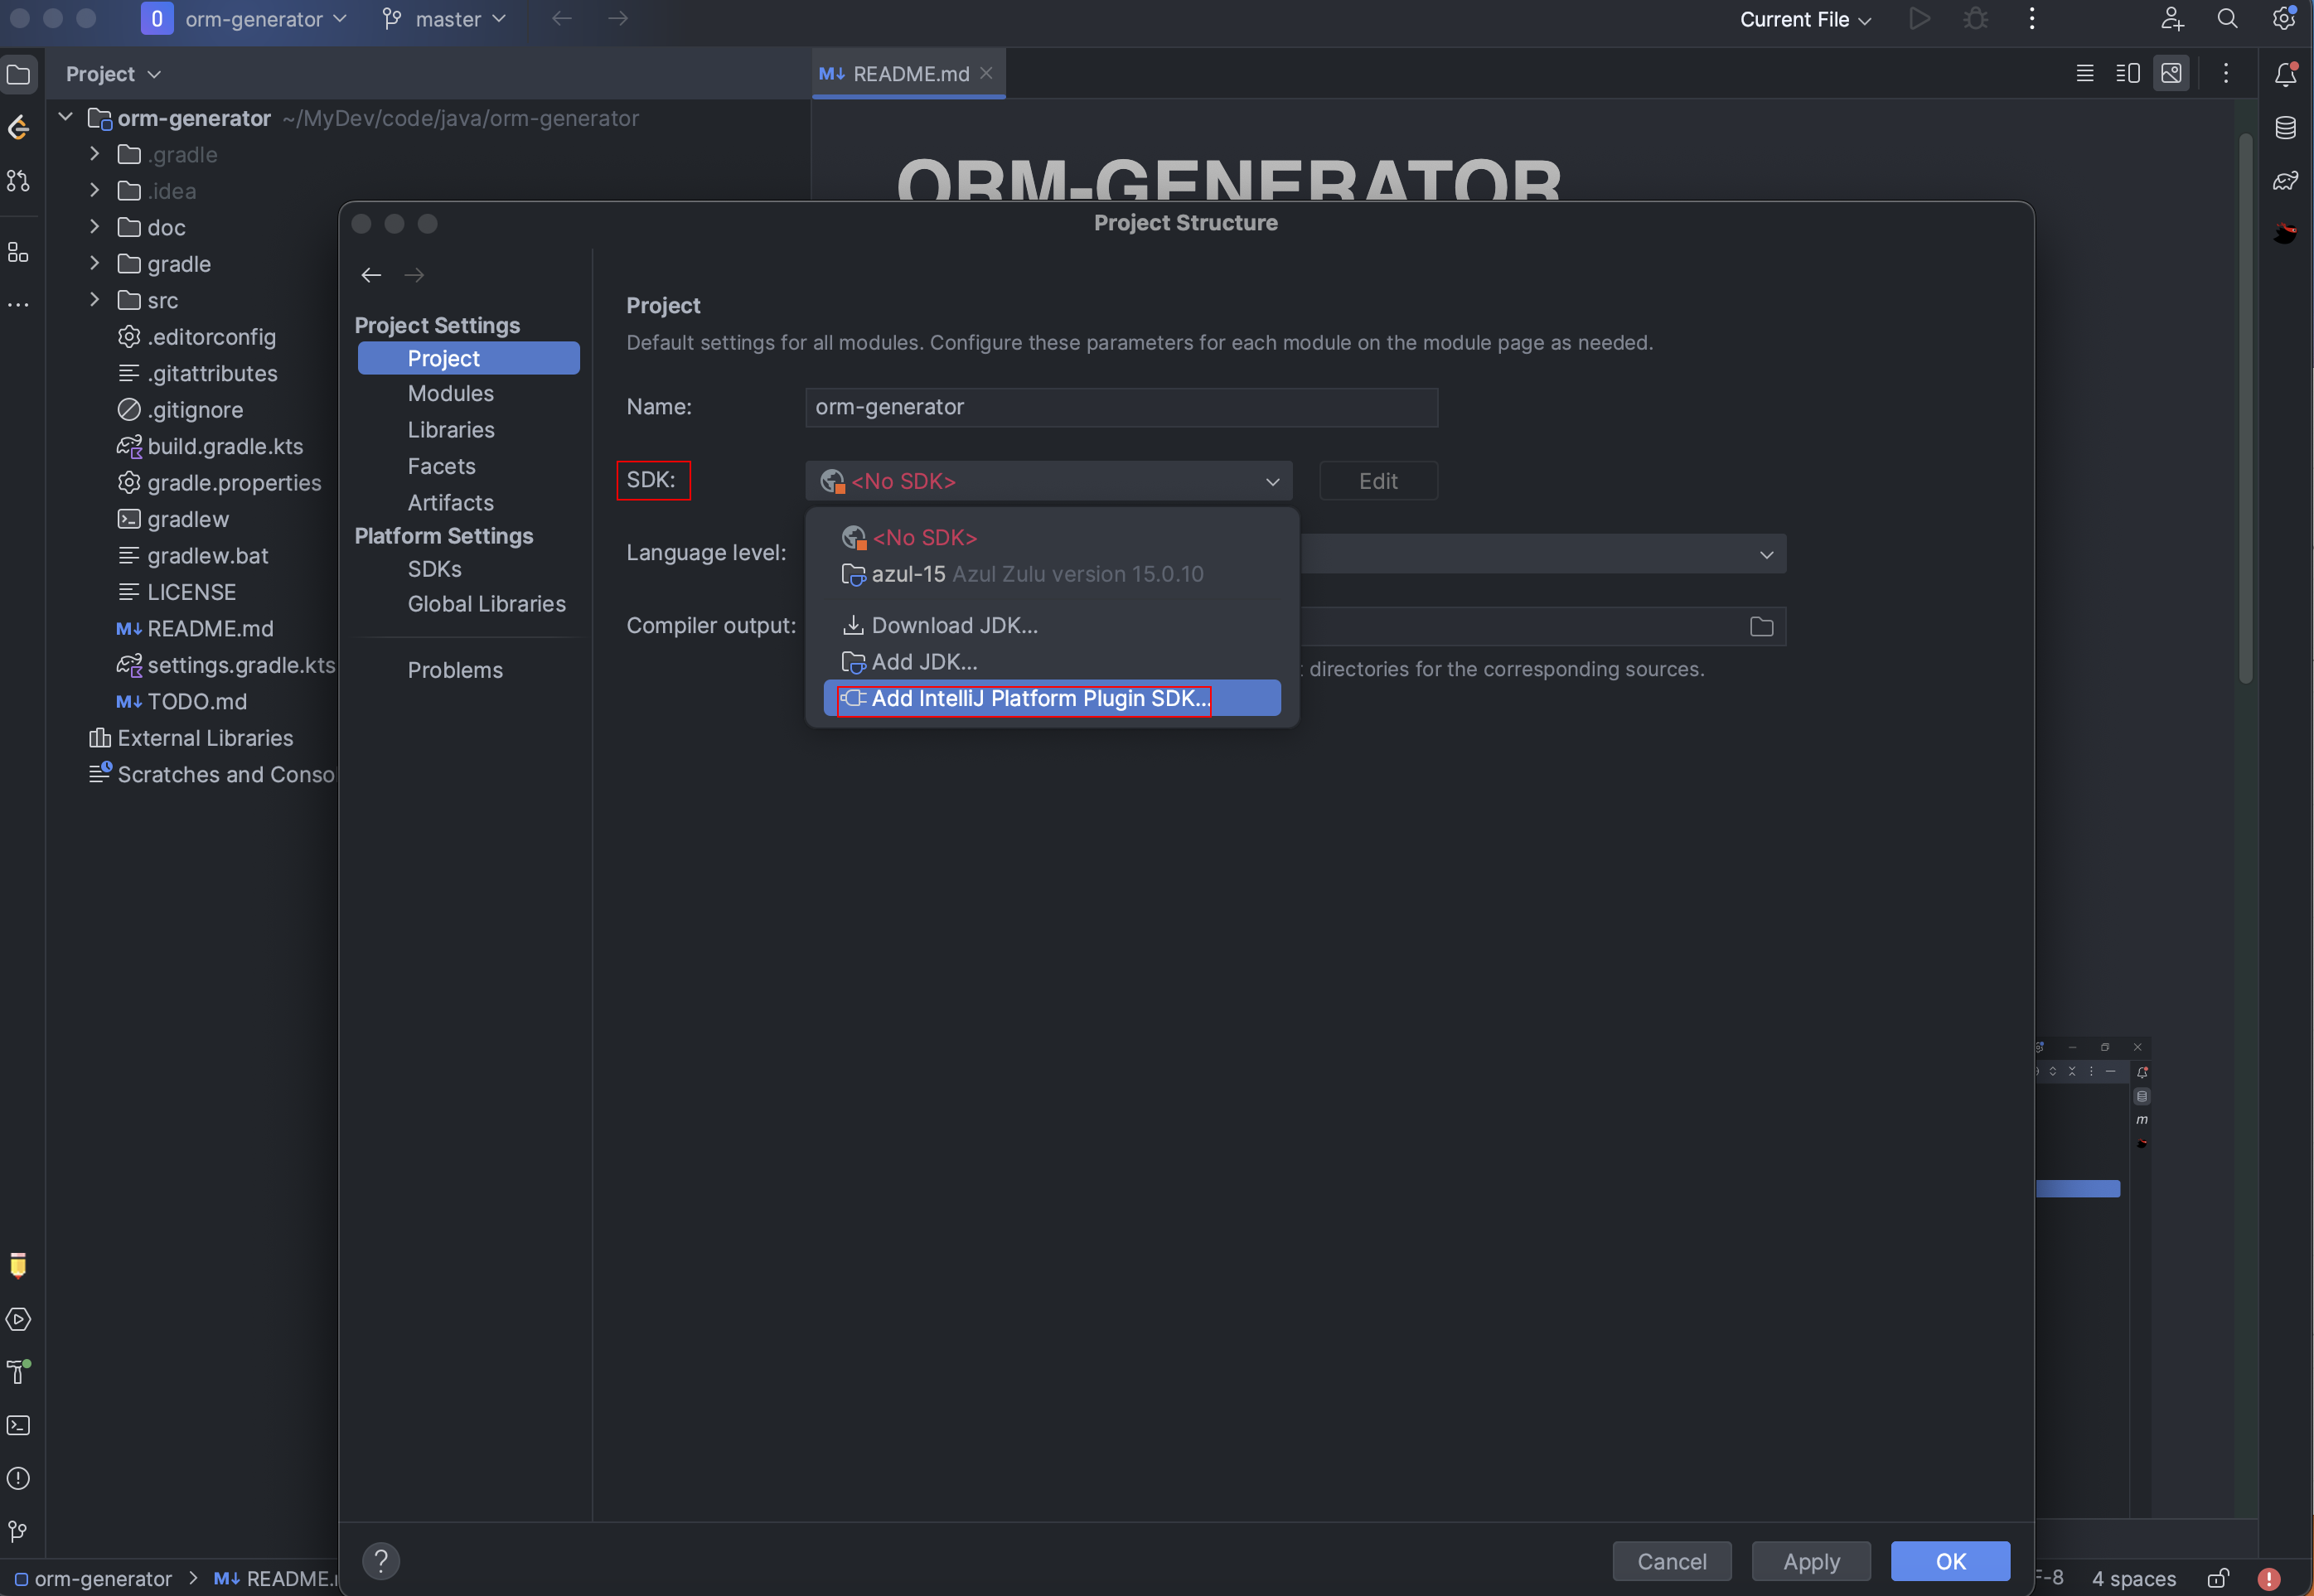 O orm-generator master Current File
Project
M↓ README.md
orm-generator ~/MyDev/code/java/orm-generator
.gradle
.idea
doc
gradle
src
.editorconfig
.gitattributes
.gitignore
build.gradle.kts
gradle.properties
gradlew
gradlew.bat
LICENSE
M↓ README.md
settings.gradle.kts
M↓ TODO.md
External Libraries
Scratches and Conso
ORM-GENERATOR
Project Structure
Project Settings
Project
Modules
Libraries
Facets
Artifacts
Platform Settings
SDKs
Global Libraries
Problems
Project
Default settings for all modules. Configure these parameters for each module on the module page as needed.
Name: orm-generator
SDK: <No SDK> Edit
<No SDK>
azul-15 Azul Zulu version 15.0.10
Download JDK...
Add JDK...
Add IntelliJ Platform Plugin SDK...
Language level:
Compiler output:
directories for the corresponding sources.
m
? Cancel Apply OK
orm-generator > M↓ README. F-8 4 spaces